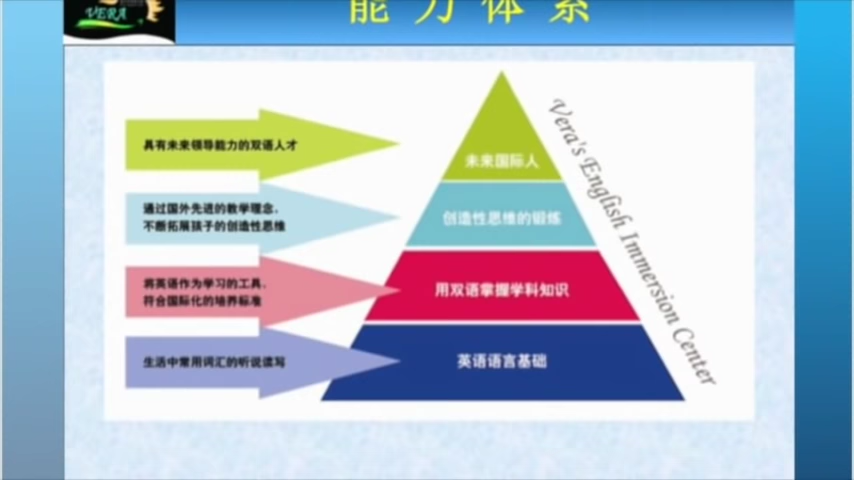 VERA
能力体系
具有未来领导能力的双语人才
通过国外先进的教学理念、
不断拓展孩子的创造性思维
将英语作为学习的工具、
符合国际化的培养标准
生活中常用词汇的听说读写
未来国际人
创造性思维的锻炼
用双语掌握学科知识
英语语言基础
Vera's English Immersion Center